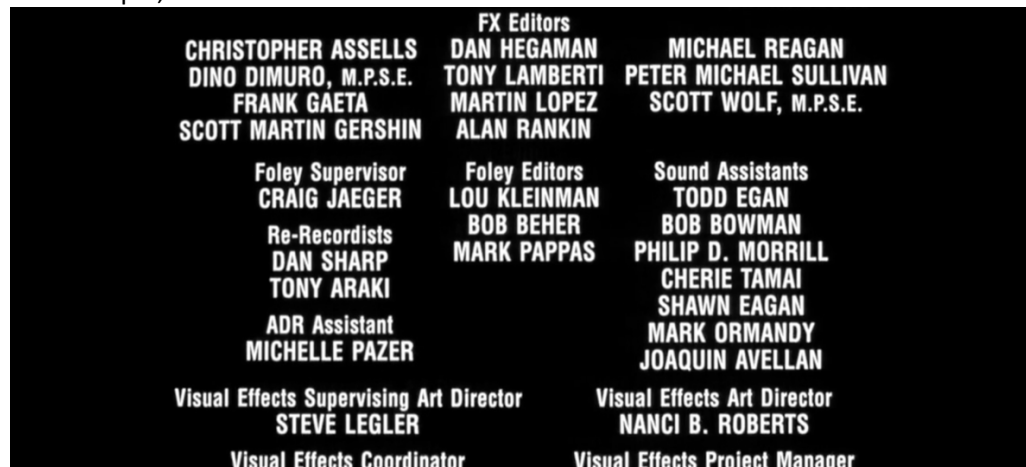 FX Editors
CHRISTOPHER ASSELLS DAN HEGAMAN MICHAEL REAGAN
DINO DIMURO, M.P.S.E. TONY LAMBERTI PETER MICHAEL SULLIVAN
FRANK GAETA MARTIN LOPEZ SCOTT WOLF, M.P.S.E.
SCOTT MARTIN GERSHIN ALAN RANKIN
Foley Supervisor
CRAIG JAEGER
Re-Recordists
DAN SHARP
TONY ARAKI
ADR Assistant
MICHELLE PAZER
Foley Editors
LOU KLEINMAN
BOB BEHER
MARK PAPPAS
Sound Assistants
TODD EGAN
BOB BOWMAN
PHILIP D. MORRILL
CHERIE TAMAI
SHAWN EAGAN
MARK ORMANDY
JOAQUIN AVELLAN
Visual Effects Supervising Art Director
STEVE LEGLER
Visual Effects Art Director
NANCI B. ROBERTS
Visual Effects Coordinator
Visual Effects Project Manager